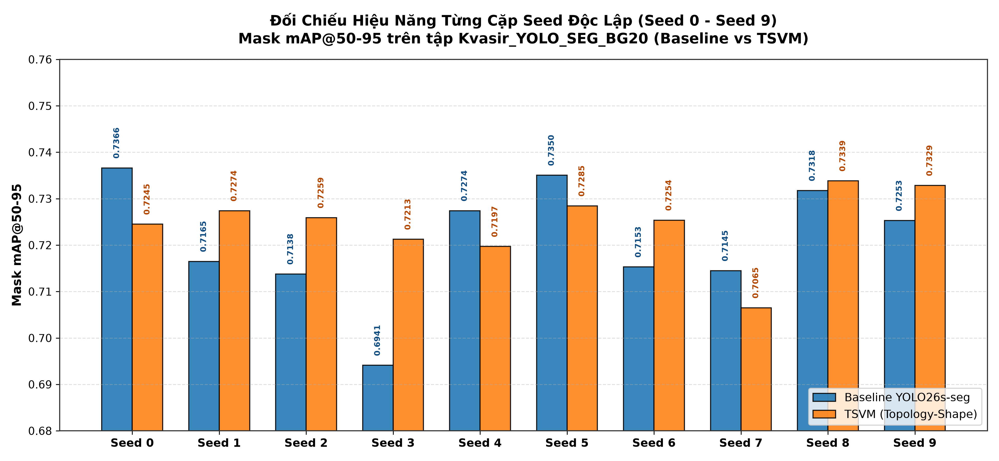 Đối Chiếu Hiệu Năng Từng Cặp Seed Độc Lập (Seed 0 - Seed 9)
Mask mAP@50-95 trên tập Kvasir_YOLO_SEG_BG20 (Baseline vs TSVM)
Mask mAP@50-95
0.76
0.75
0.74
0.73
0.72
0.71
0.70
0.69
0.68
0.7366
0.7245
0.7165
0.7274
0.7138
0.7259
0.6941
0.7213
0.7274
0.7197
0.7350
0.7285
0.7153
0.7254
0.7145
0.7065
0.7318
0.7339
0.7253
0.7329
Baseline YOLO26s-seg
TSVM (Topology-Shape)
Seed 0
Seed 1
Seed 2
Seed 3
Seed 4
Seed 5
Seed 6
Seed 7
Seed 8
Seed 9